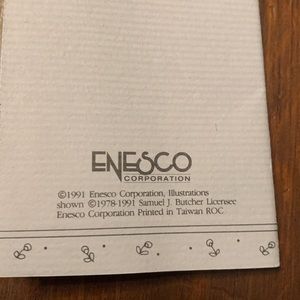 ENESCO
CORPORATION
©1991 Enesco Corporation, Illustrations
shown ©1978-1991 Samuel J. Butcher Licensee
Enesco Corporation Printed in Taiwan ROC